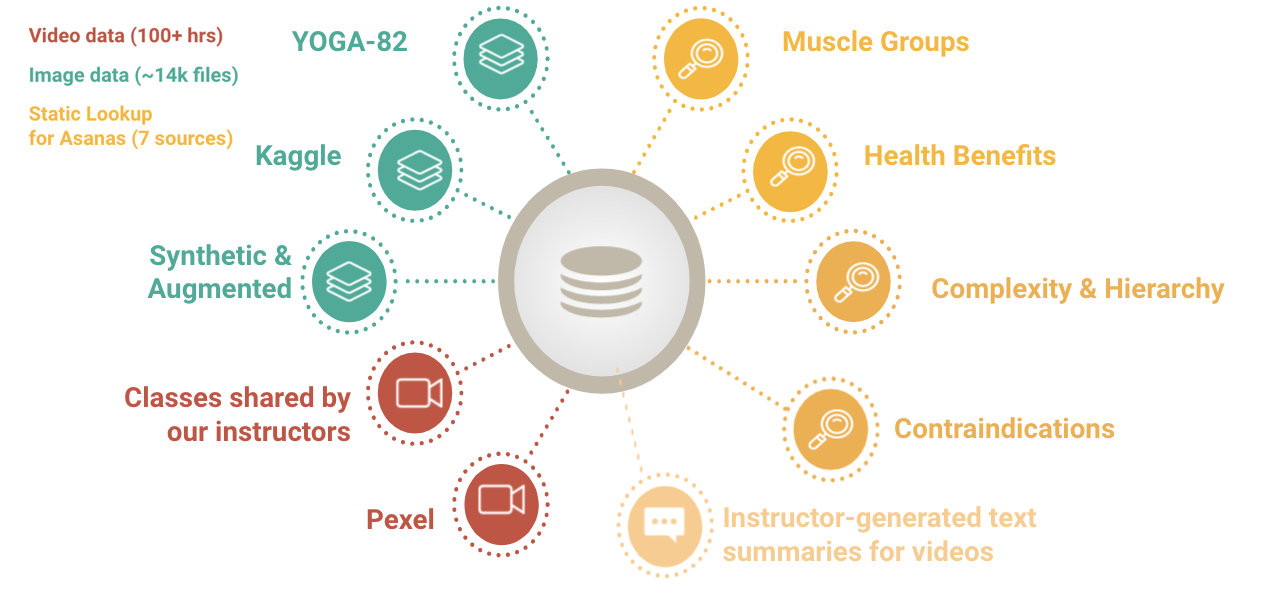 Video data (100+ hrs)
Image data (~14k files)
Static Lookup
for Asanas (7 sources)
YOGA-82
Kaggle
Synthetic &
Augmented
Classes shared by
our instructors
Pexel
Muscle Groups
Health Benefits
Complexity & Hierarchy
Contraindications
Instructor-generated text
summaries for videos